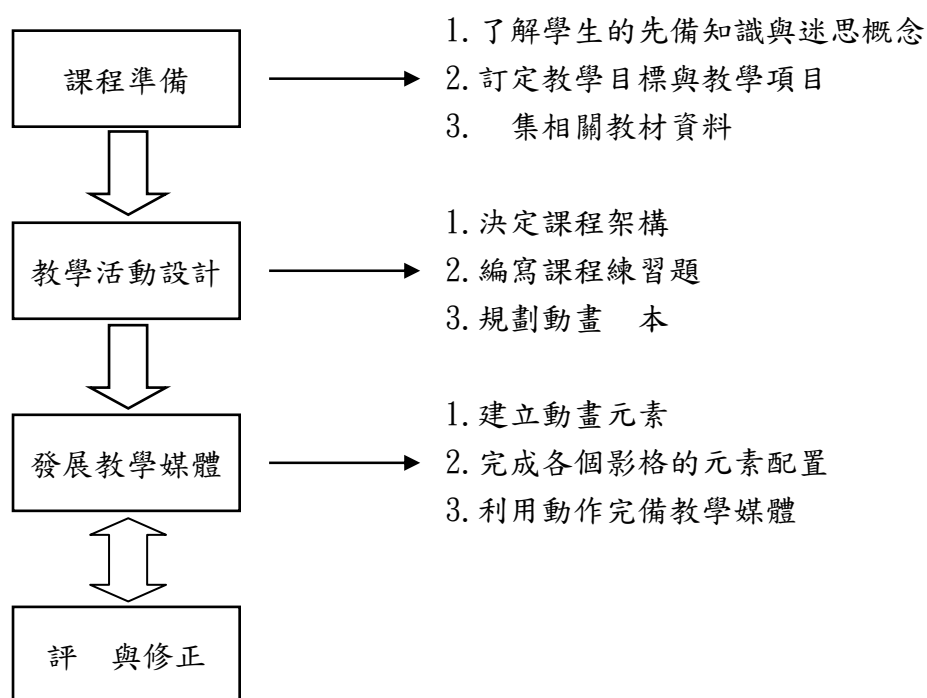 課程準備
1.了解學生的先備知識與迷思概念
2.訂定教學目標與教學項目
3. 集相關教材資料
教學活動設計
1.決定課程架構
2.編寫課程練習題
3.規劃動畫 本
發展教學媒體
1.建立動畫元素
2.完成各個影格的元素配置
3.利用動作完備教學媒體
評 與修正